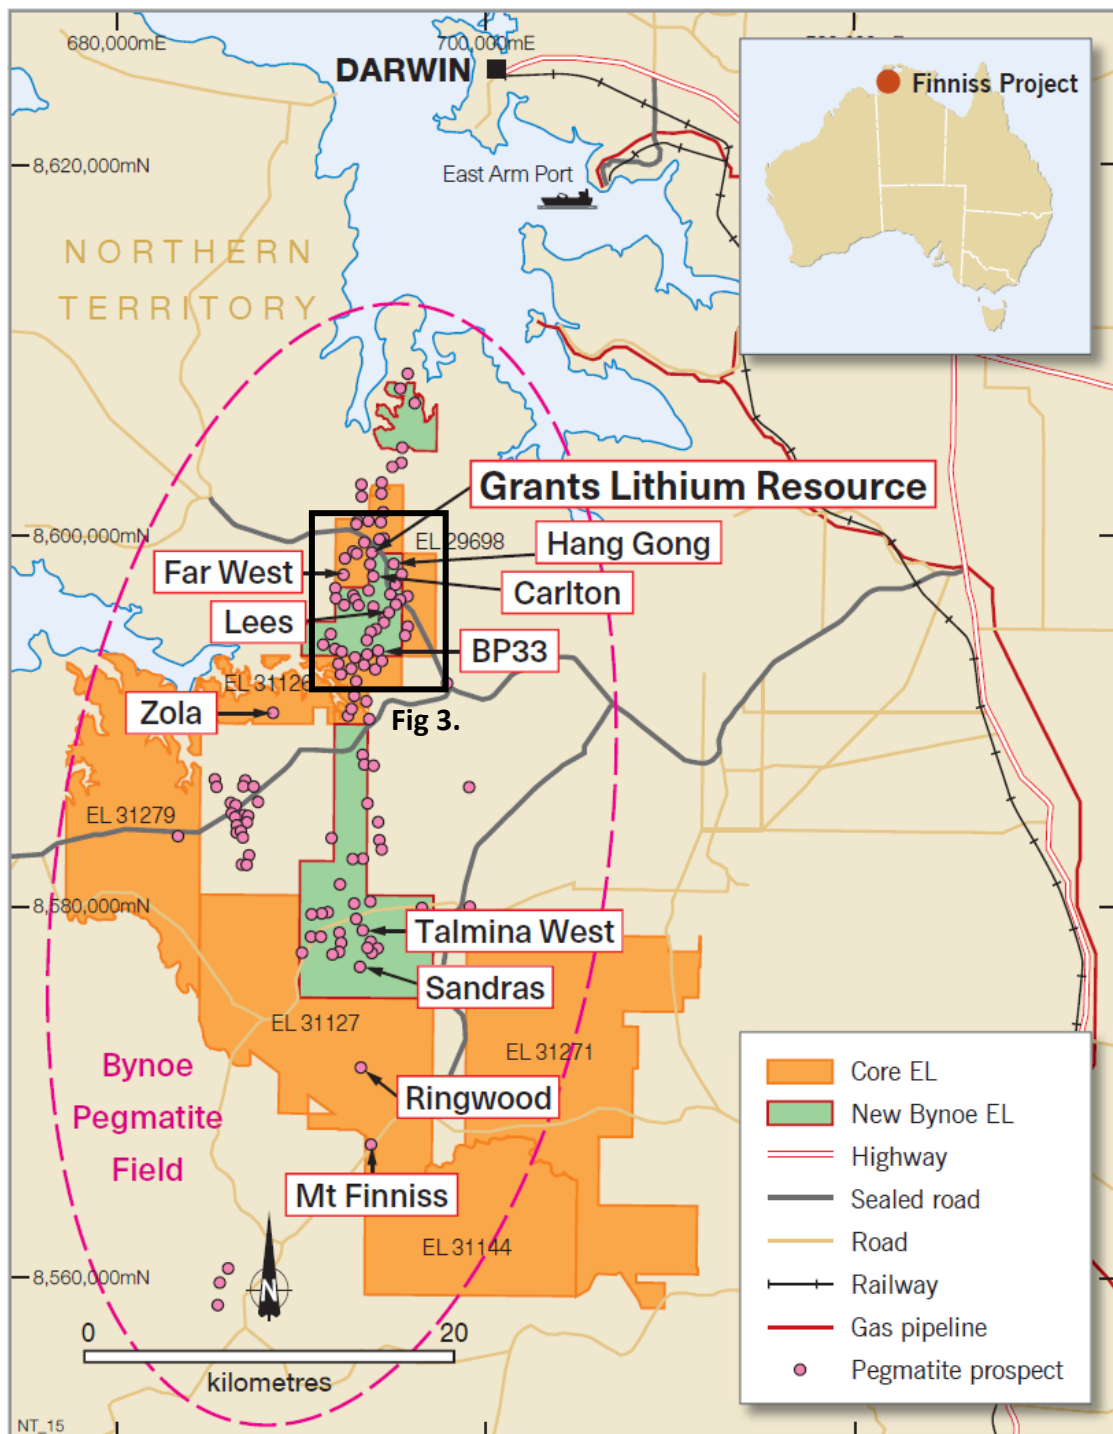 680,000mE
700,000mE
DARWIN
Finniss Project
8,620,000mN
East Arm Port
NORTHERN
TERRITORY
Grants Lithium Resource
8,600,000mN
EL 29698
Hang Gong
Far West
Carlton
Lees
BP33
EL 31126
Zola
Fig 3.
EL 31279
8,580,000mN
Talmina West
Sandras
EL 31127
EL 31271
Bynoe
Pegmatite
Field
Ringwood
Mt Finniss
EL 31144
8,560,000mN
N
0 20
kilometres
NT_15
Core EL
New Bynoe EL
Highway
Sealed road
Road
Railway
Gas pipeline
Pegmatite prospect